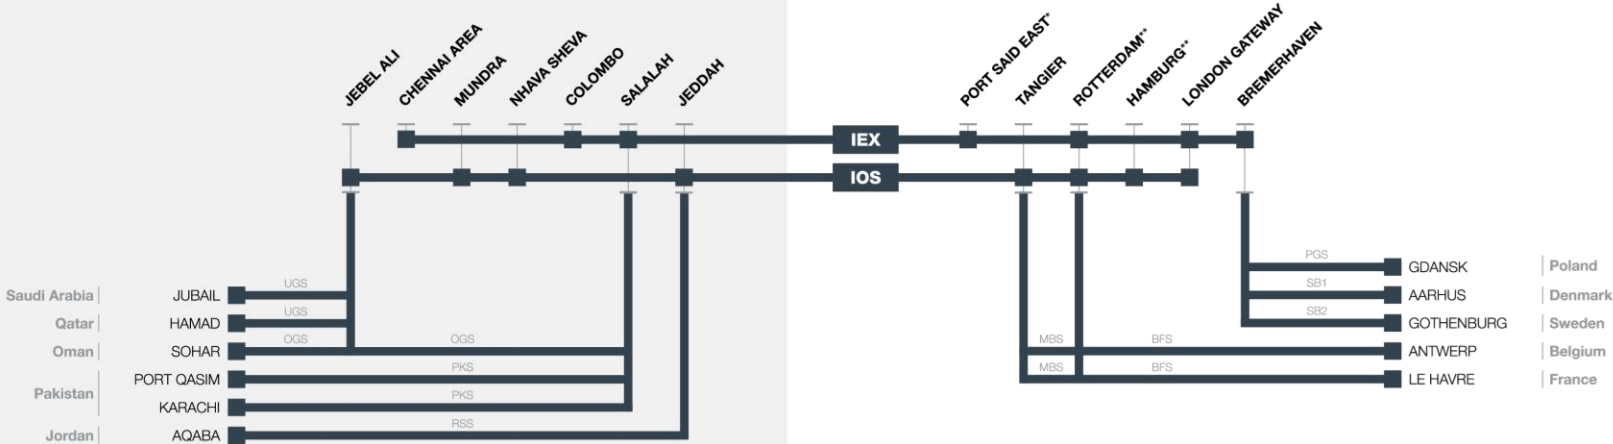 JEBEL ALI
CHENNAI AREA
MUNDRA
NHAVA SHEVA
COLOMBO
SALALAH
JEDDAH
PORT SAID EAST*
TANGIER
ROTTERDAM**
HAMBURG**
LONDON GATEWAY
BREMERHAVEN
IEX
IOS
Saudi Arabia
JUBAIL
UGS
Qatar
HAMAD
UGS
Oman
SOHAR
OGS
OGS
Pakistan
PORT QASIM
PKS
KARACHI
PKS
Jordan
AQABA
RSS
PGS
GDANSK
Poland
SB1
AARHUS
Denmark
SB2
GOTHENBURG
Sweden
MBS
BFS
ANTWERP
Belgium
MBS
BFS
LE HAVRE
France